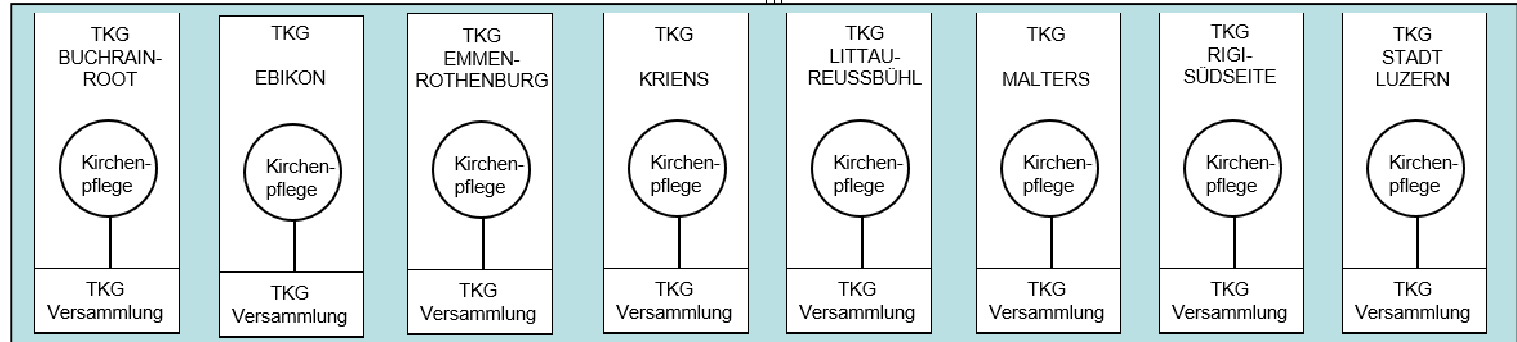 TKG
BUCHRAIN-
ROOT
Kirchen-
pflege
TKG
Versammlung
TKG
EBIKON
Kirchen-
pflege
TKG
Versammlung
TKG
EMMEN-
ROTHENBURG
Kirchen-
pflege
TKG
Versammlung
TKG
KRIENS
Kirchen-
pflege
TKG
Versammlung
TKG
LITTAU-
REUSSBÜHL
Kirchen-
pflege
TKG
Versammlung
TKG
MALTERS
Kirchen-
pflege
TKG
Versammlung
TKG
RIGI-
SÜDSEITE
Kirchen-
pflege
TKG
Versammlung
TKG
STADT
LUZERN
Kirchen-
pflege
TKG
Versammlung